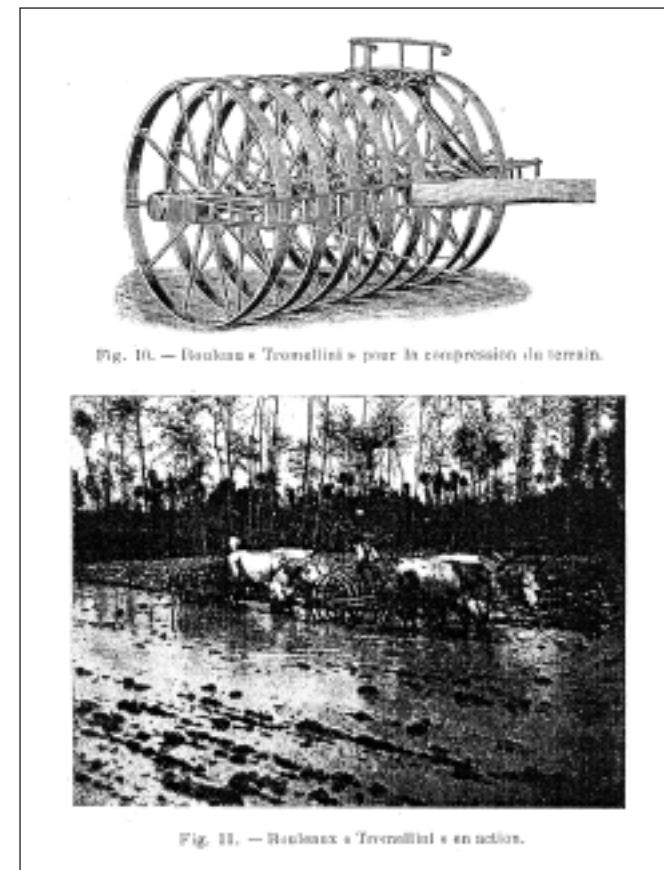 Fig. 10. — Rouleau « Tromellini » pour la compression du terrain.
Fig. 11. — Rouleaux « Tromellini » en action.